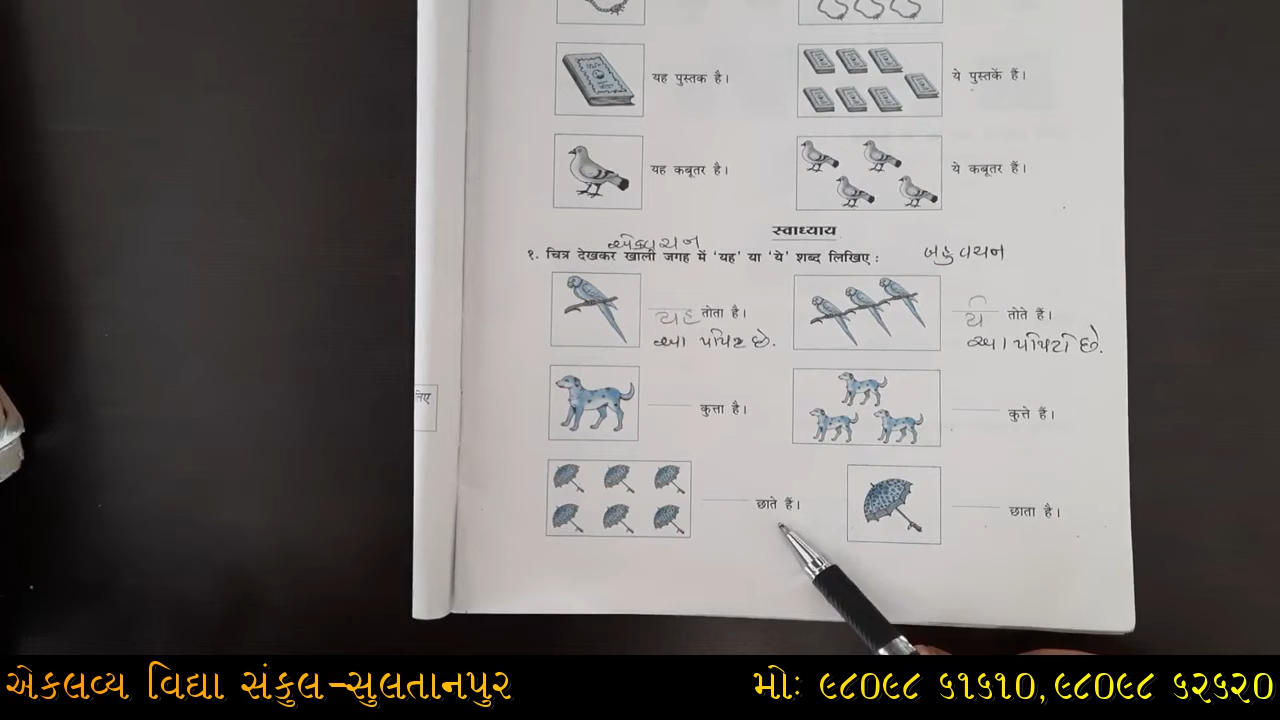 यह पुस्तक है।
ये पुस्तकें हैं।
यह कबूतर है।
ये कबूतर हैं।
स्वाध्याय
એકવચન
१. चित्र देखकर खाली जगह में 'यह' या 'ये' शब्द लिखिए :
બહુવચન
यह तोता है।
આ પોપટ છે.
ये तोते हैं।
આ પોપટો છે.
लिए
कुत्ता है।
कुत्ते हैं।
छाते हैं।
छाता है।
એકલવ્ય વિદ્યા સંકુલ-સુલતાનપુર
મોઃ ૯૮૦૯૮ ૬૧૬૧૦,૯૮૦૯૮ ૬૨૬૨૦